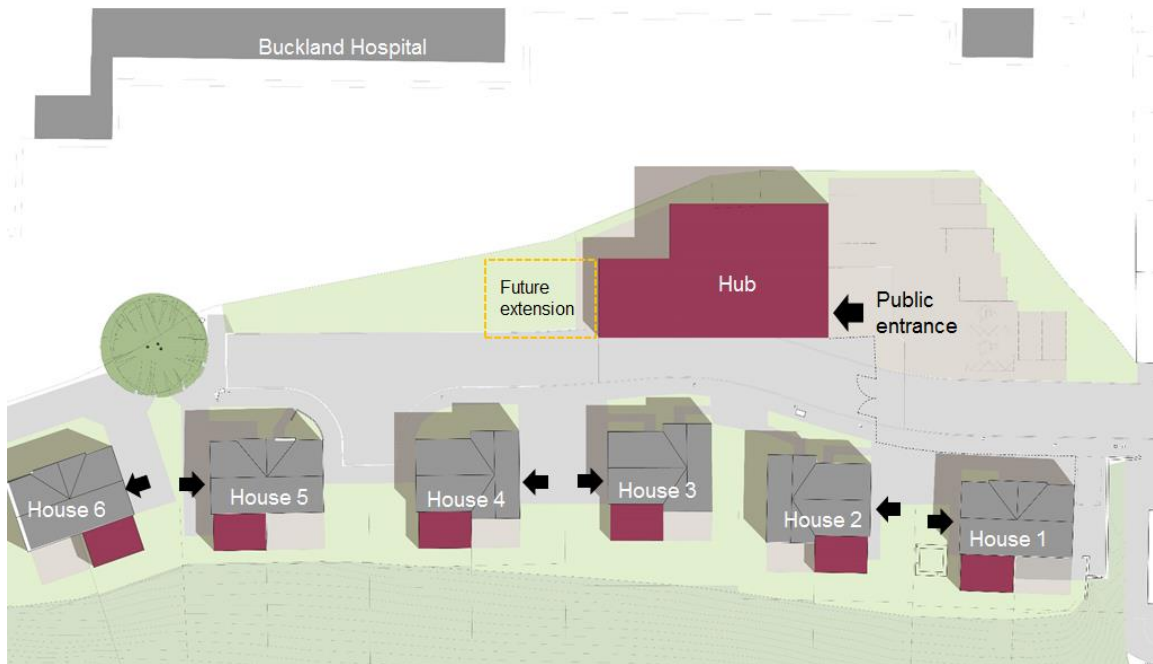 Buckland Hospital
Future
extension
Hub
Public
entrance
House 6
House 5
House 4
House 3
House 2
House 1